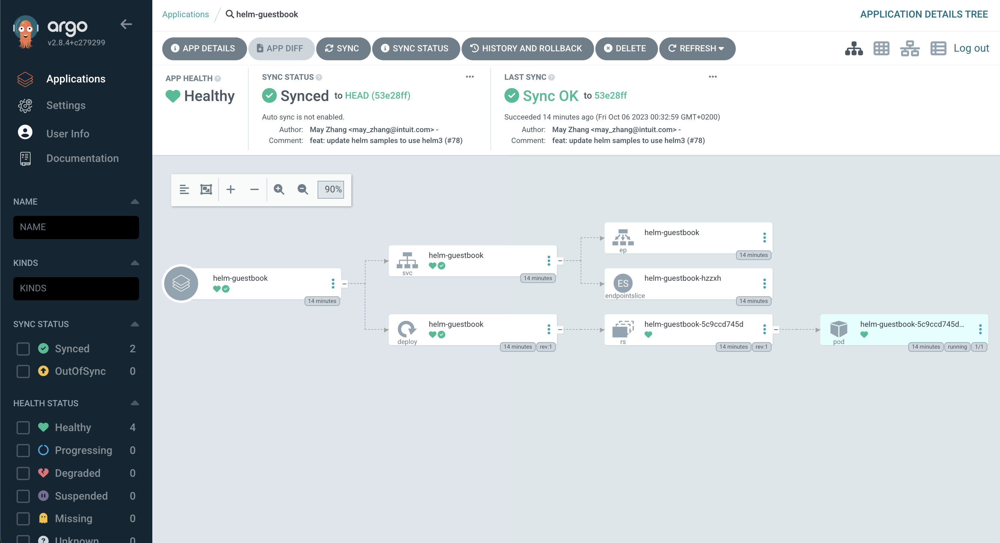 argo
v2.8.4+c279299
Applications
Settings
User Info
Documentation
NAME
NAME
KINDS
KINDS
SYNC STATUS
Synced 2
OutOfSync 0
HEALTH STATUS
Healthy 4
Progressing 0
Degraded 0
Suspended 0
Missing 0
Unknown 0
Applications / helm-guestbook
APPLICATION DETAILS TREE
APP DETAILS APP DIFF SYNC SYNC STATUS HISTORY AND ROLLBACK DELETE REFRESH
Log out
APP HEALTH
Healthy
SYNC STATUS
Synced to HEAD (53e28ff)
Auto sync is not enabled.
Author: May Zhang <may_zhang@intuit.com> -
Comment: feat: update helm samples to use helm3 (#78)
LAST SYNC
Sync OK to 53e28ff
Succeeded 14 minutes ago (Fri Oct 06 2023 00:32:59 GMT+0200)
Author: May Zhang <may_zhang@intuit.com> -
Comment: feat: update helm samples to use helm3 (#78)
90%
helm-guestbook
14 minutes
helm-guestbook
svc
14 minutes
helm-guestbook
ep
14 minutes
ES
helm-guestbook-hzzxh
endpointslice
14 minutes
helm-guestbook
deploy
14 minutes rev:1
helm-guestbook-5c9ccd745d
rs
14 minutes rev:1
helm-guestbook-5c9ccd745d...
pod
14 minutes running 1/1